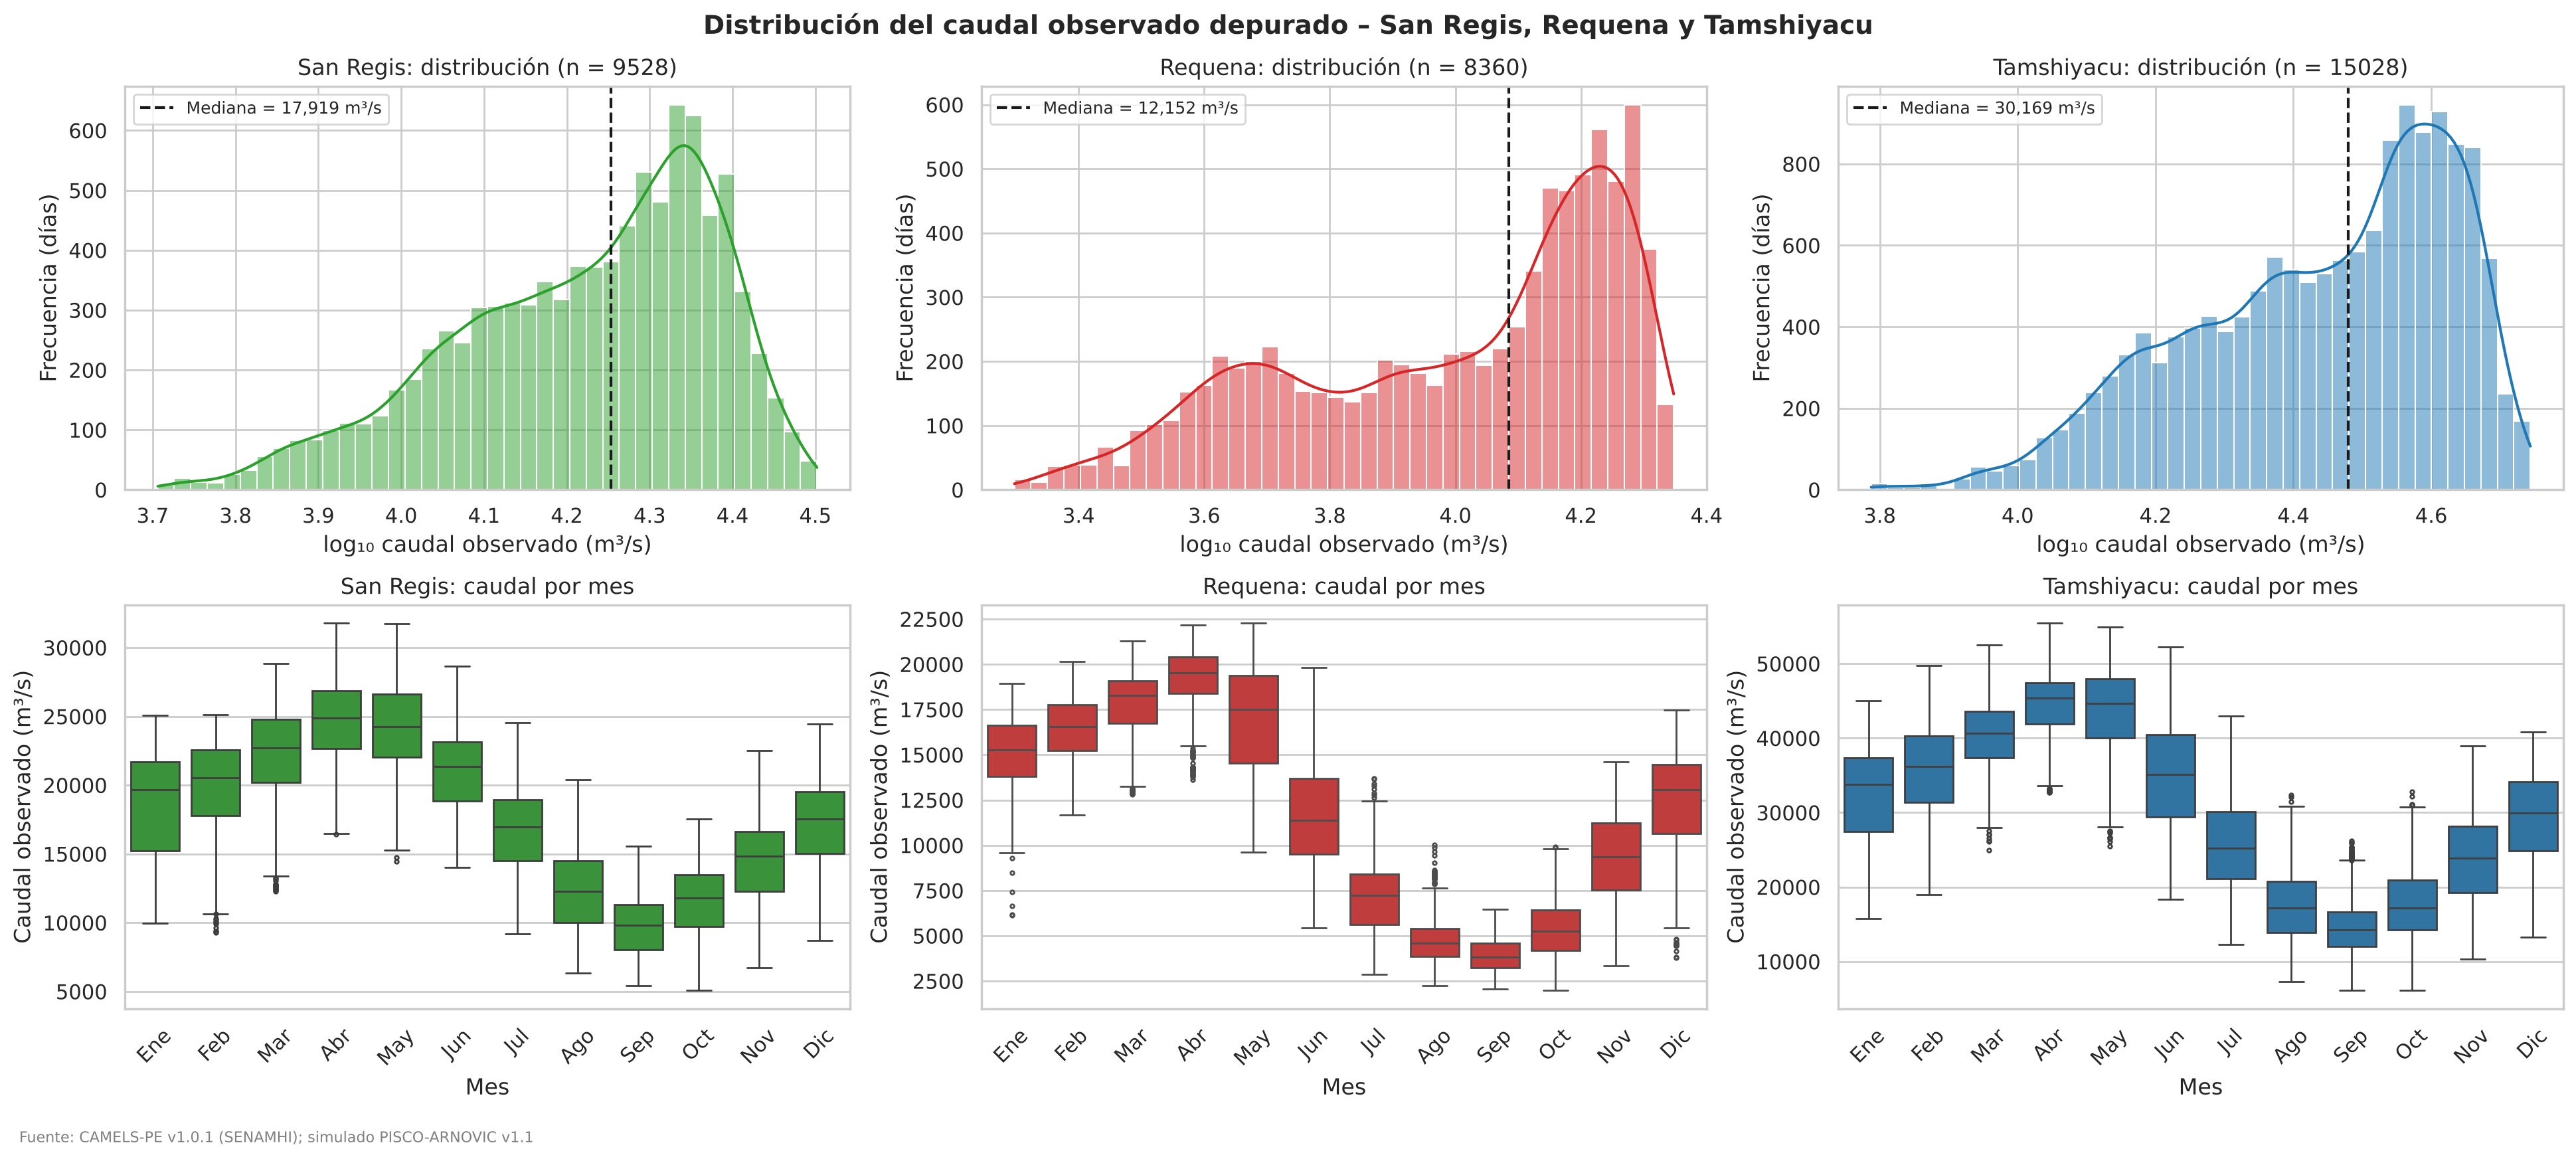 Distribución del caudal observado depurado – San Regis, Requena y Tamshiyacu
San Regis: distribución (n = 9528)
Mediana = 17,919 m³/s
Frecuencia (días)
600
500
400
300
200
100
0
3.7 3.8 3.9 4.0 4.1 4.2 4.3 4.4 4.5
log₁₀ caudal observado (m³/s)
Requena: distribución (n = 8360)
Mediana = 12,152 m³/s
Frecuencia (días)
600
500
400
300
200
100
0
3.4 3.6 3.8 4.0 4.2 4.4
log₁₀ caudal observado (m³/s)
Tamshiyacu: distribución (n = 15028)
Mediana = 30,169 m³/s
Frecuencia (días)
800
600
400
200
0
3.8 4.0 4.2 4.4 4.6
log₁₀ caudal observado (m³/s)
San Regis: caudal por mes
Caudal observado (m³/s)
30000
25000
20000
15000
10000
5000
Ene Feb Mar Abr May Jun Jul Ago Sep Oct Nov Dic
Mes
Requena: caudal por mes
Caudal observado (m³/s)
22500
20000
17500
15000
12500
10000
7500
5000
2500
Ene Feb Mar Abr May Jun Jul Ago Sep Oct Nov Dic
Mes
Tamshiyacu: caudal por mes
Caudal observado (m³/s)
50000
40000
30000
20000
10000
Ene Feb Mar Abr May Jun Jul Ago Sep Oct Nov Dic
Mes
Fuente: CAMELS-PE v1.0.1 (SENAMHI); simulado PISCO-ARNOVIC v1.1